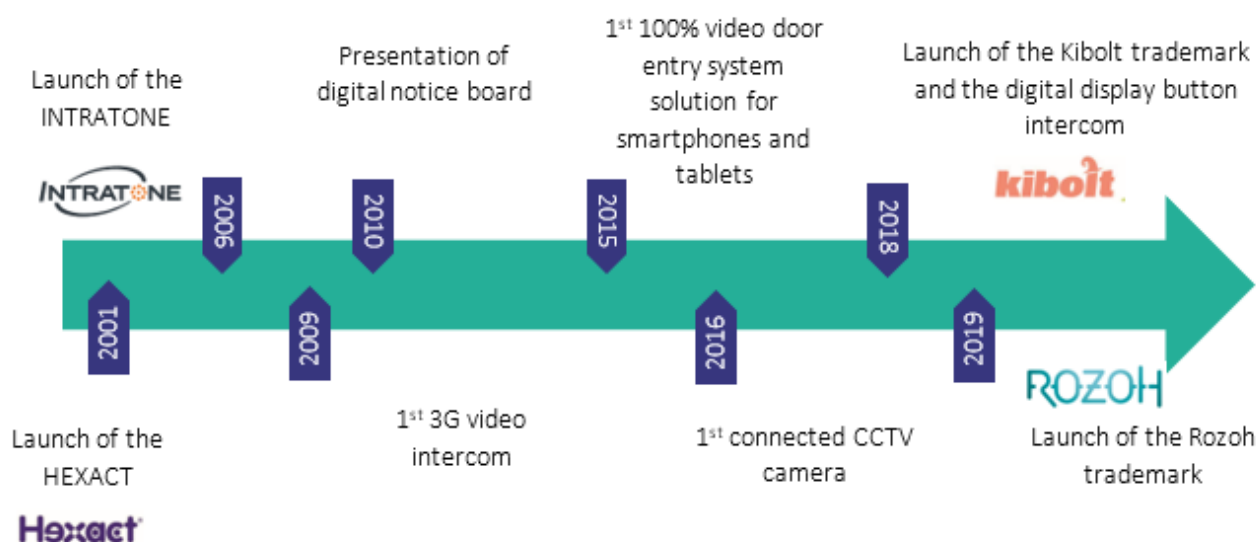 Launch of the
INTRATONE
INTRATONE
2006
Presentation of
digital notice board
2010
1st 100% video door
entry system
solution for
smartphones and
tablets
2015
Launch of the Kibolt trademark
and the digital display button
intercom
kibolt
2018
2001
Launch of the
HEXACT
Hexact
2009
1st 3G video
intercom
2016
1st connected CCTV
camera
2019
ROZOH
Launch of the Rozoh
trademark